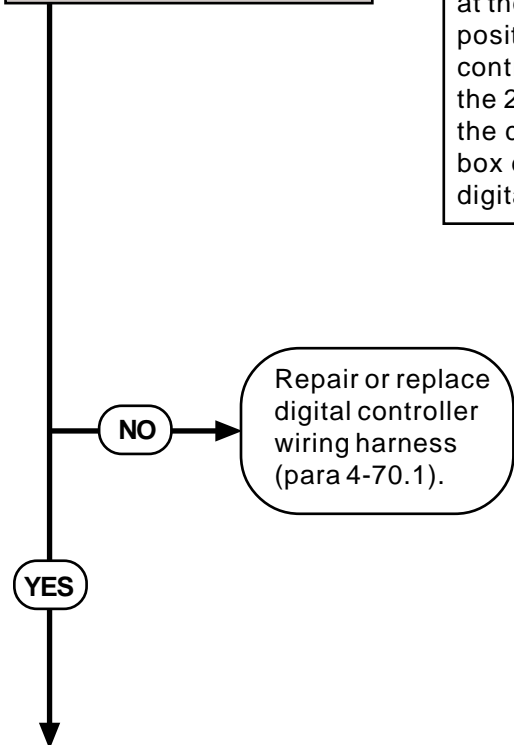 at the
posit
cont
the 2
the d
box
digit
NO
Repair or replace
digital controller
wiring harness
(para 4-70.1).
YES